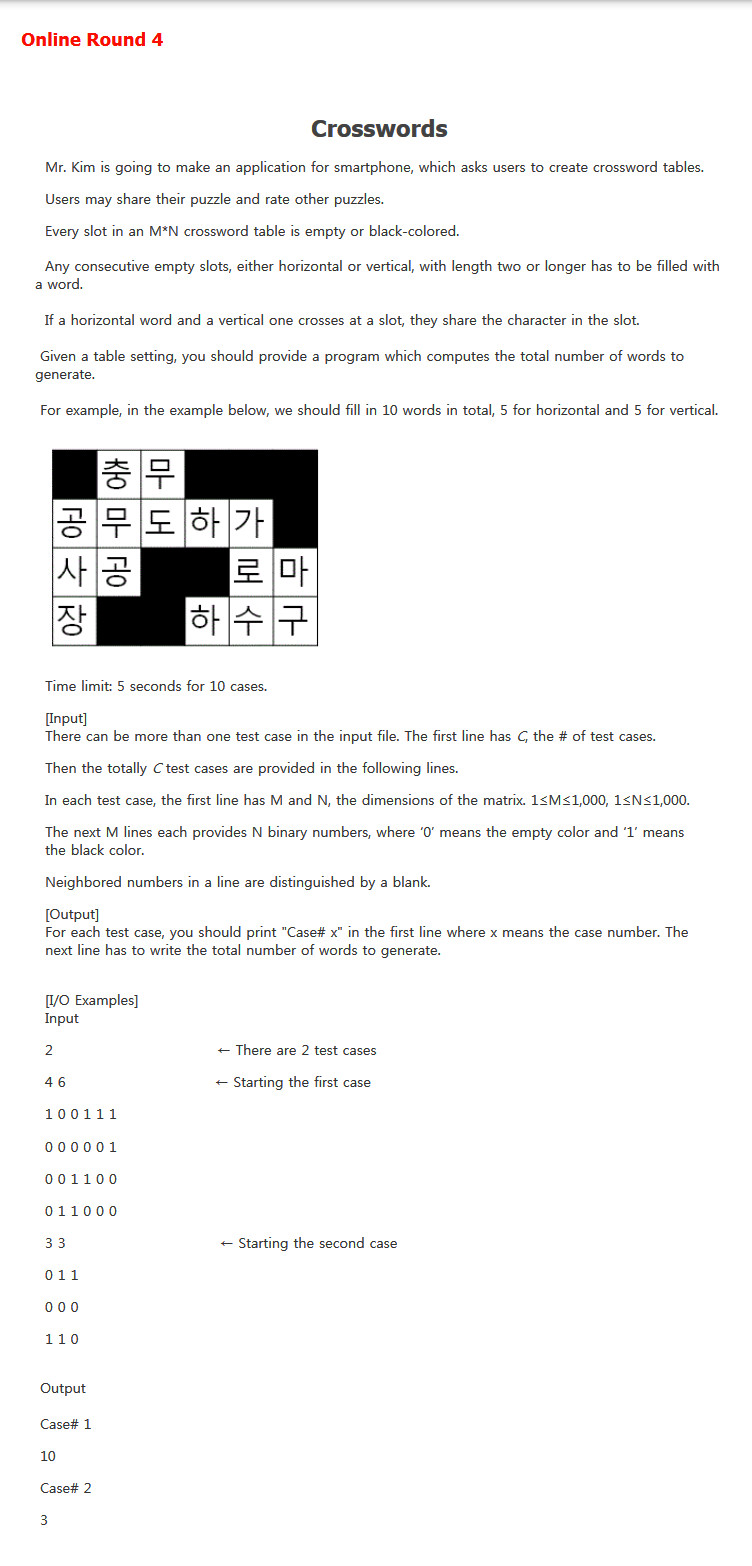 Online Round 4
Crosswords
Mr. Kim is going to make an application for smartphone, which asks users to create crossword tables.
Users may share their puzzle and rate other puzzles.
Every slot in an M*N crossword table is empty or black-colored.
Any consecutive empty slots, either horizontal or vertical, with length two or longer has to be filled with
a word.
If a horizontal word and a vertical one crosses at a slot, they share the character in the slot.
Given a table setting, you should provide a program which computes the total number of words to
generate.
For example, in the example below, we should fill in 10 words in total, 5 for horizontal and 5 for vertical.
충 무
공 무 도 하 가
사 공 로 마
장 하 수 구
Time limit: 5 seconds for 10 cases.
[Input]
There can be more than one test case in the input file. The first line has C, the # of test cases.
Then the totally C test cases are provided in the following lines.
In each test case, the first line has M and N, the dimensions of the matrix. 1≤M≤1,000, 1≤N≤1,000.
The next M lines each provides N binary numbers, where '0' means the empty color and '1' means
the black color.
Neighbored numbers in a line are distinguished by a blank.
[Output]
For each test case, you should print "Case# x" in the first line where x means the case number. The
next line has to write the total number of words to generate.
[I/O Examples]
Input
2 ← There are 2 test cases
4 6 ← Starting the first case
1 0 0 1 1 1
0 0 0 0 0 1
0 0 1 1 0 0
0 1 1 0 0 0
3 3 ← Starting the second case
0 1 1
0 0 0
1 1 0
Output
Case# 1
10
Case# 2
3